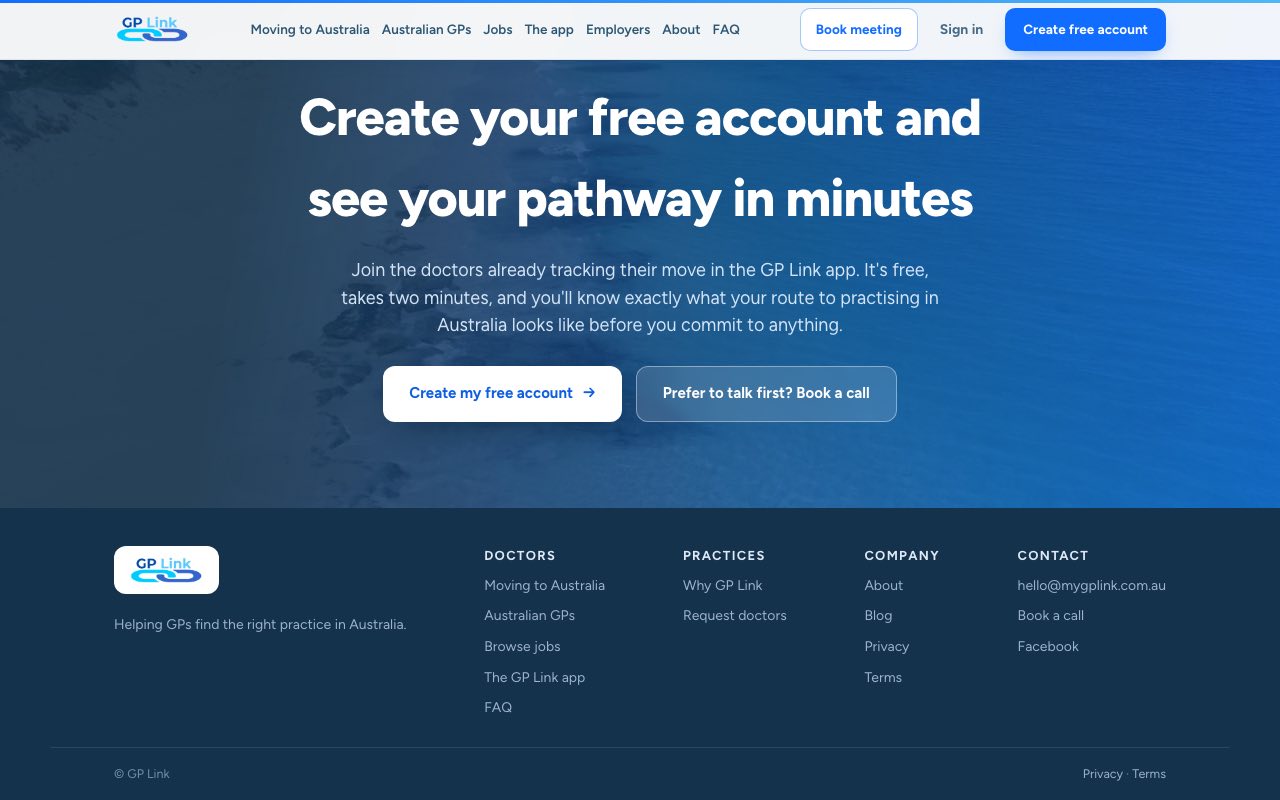 GP Link
Moving to Australia
Australian GPs
Jobs
The app
Employers
About
FAQ
Book meeting
Sign in
Create free account
Create your free account and
see your pathway in minutes
Join the doctors already tracking their move in the GP Link app. It's free,
takes two minutes, and you'll know exactly what your route to practising in
Australia looks like before you commit to anything.
Create my free account →
Prefer to talk first? Book a call
GP Link
Helping GPs find the right practice in Australia.
DOCTORS
Moving to Australia
Australian GPs
Browse jobs
The GP Link app
FAQ
PRACTICES
Why GP Link
Request doctors
COMPANY
About
Blog
Privacy
Terms
CONTACT
hello@mygplink.com.au
Book a call
Facebook
© GP Link
Privacy · Terms